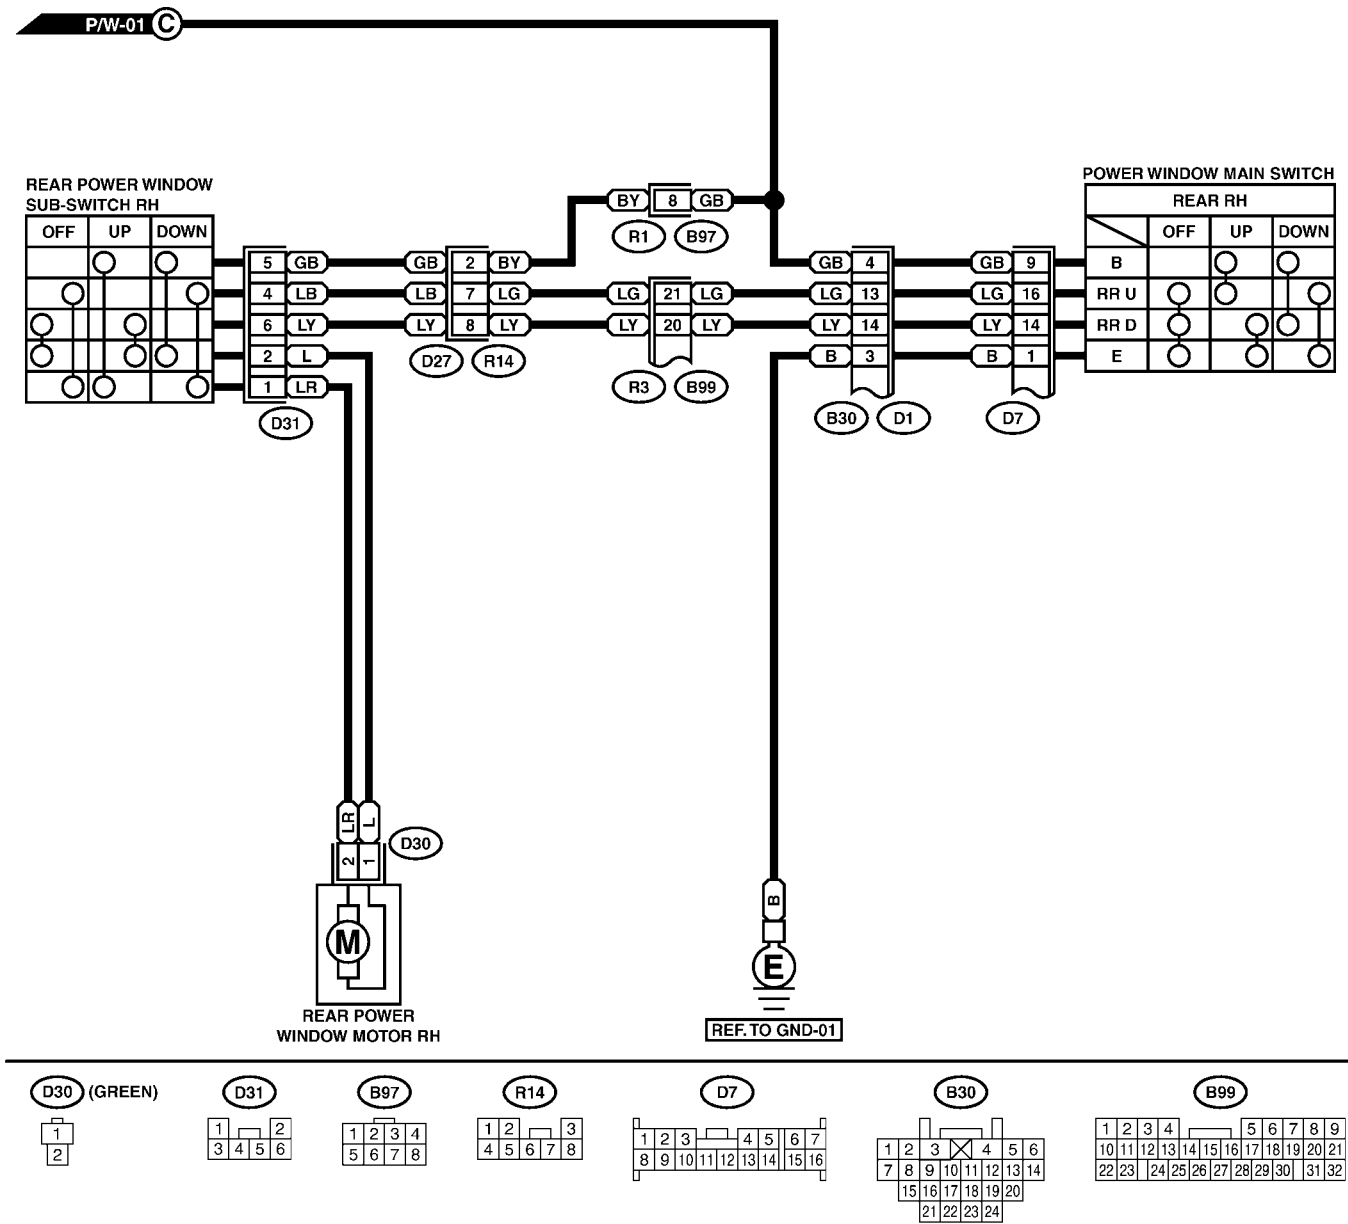 P/W-01 C
REAR POWER WINDOW
SUB-SWITCH RH
OFF UP DOWN
POWER WINDOW MAIN SWITCH
REAR RH
OFF UP DOWN
B
RR U
RR D
E
BY 8 GB
R1 B97
5 GB GB 2 BY GB 4 GB 9
4 LB LB 7 LG LG 21 LG LG 13 LG 16
6 LY LY 8 LY LY 20 LY LY 14 LY 14
2 L B 3 B 1
1 LR
D27 R14
R3 B99
D31
B30 D1
D7
LR L
2 1
D30
M
REAR POWER
WINDOW MOTOR RH
B
E
REF. TO GND-01
D30 (GREEN)
1
2
D31
1 2
3 4 5 6
B97
1 2 3 4
5 6 7 8
R14
1 2 3
4 5 6 7 8
D7
1 2 3 4 5 6 7
8 9 10 11 12 13 14 15 16
B30
1 2 3 4 5 6
7 8 9 10 11 12 13 14
15 16 17 18 19 20
21 22 23 24
B99
1 2 3 4 5 6 7 8 9
10 11 12 13 14 15 16 17 18 19 20 21
22 23 24 25 26 27 28 29 30 31 32